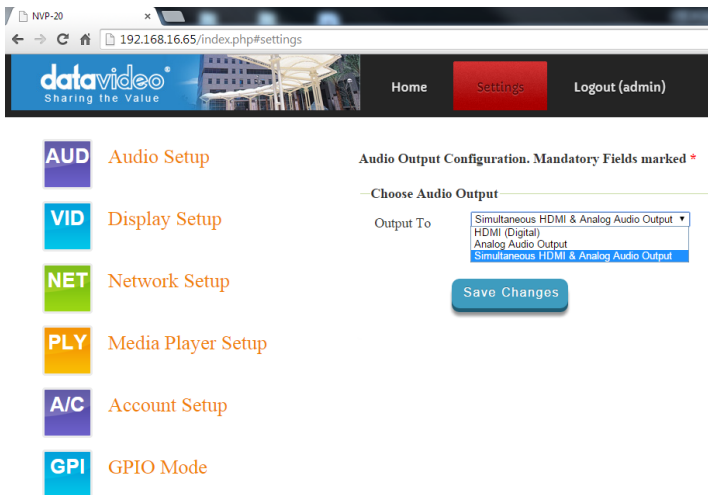 NVP-20
192.168.16.65/index.php#settings
datavideo®
Sharing the Value
Home
Settings
Logout (admin)
AUD
Audio Setup
VID
Display Setup
NET
Network Setup
PLY
Media Player Setup
A/C
Account Setup
GPI
GPIO Mode
Audio Output Configuration. Mandatory Fields marked *
Choose Audio Output
Output To
Simultaneous HDMI & Analog Audio Output
HDMI (Digital)
Analog Audio Output
Simultaneous HDMI & Analog Audio Output
Save Changes